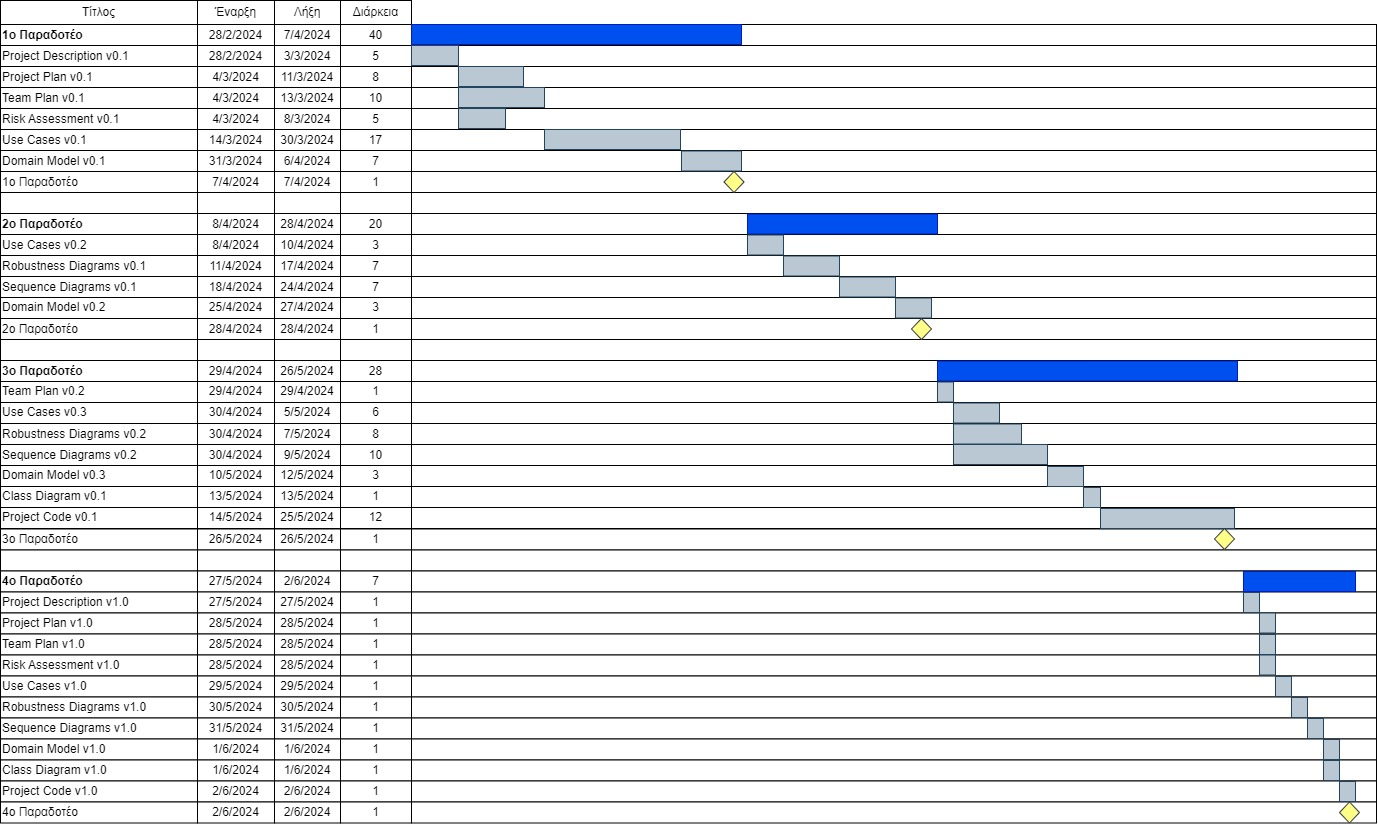 Τίτλος Έναρξη Λήξη Διάρκεια
1ο Παραδοτέο 28/2/2024 7/4/2024 40
Project Description v0.1 28/2/2024 3/3/2024 5
Project Plan v0.1 4/3/2024 11/3/2024 8
Team Plan v0.1 4/3/2024 13/3/2024 10
Risk Assessment v0.1 4/3/2024 8/3/2024 5
Use Cases v0.1 14/3/2024 30/3/2024 17
Domain Model v0.1 31/3/2024 6/4/2024 7
1ο Παραδοτέο 7/4/2024 7/4/2024 1
2ο Παραδοτέο 8/4/2024 28/4/2024 20
Use Cases v0.2 8/4/2024 10/4/2024 3
Robustness Diagrams v0.1 11/4/2024 17/4/2024 7
Sequence Diagrams v0.1 18/4/2024 24/4/2024 7
Domain Model v0.2 25/4/2024 27/4/2024 3
2ο Παραδοτέο 28/4/2024 28/4/2024 1
3ο Παραδοτέο 29/4/2024 26/5/2024 28
Team Plan v0.2 29/4/2024 29/4/2024 1
Use Cases v0.3 30/4/2024 5/5/2024 6
Robustness Diagrams v0.2 30/4/2024 7/5/2024 8
Sequence Diagrams v0.2 30/4/2024 9/5/2024 10
Domain Model v0.3 10/5/2024 12/5/2024 3
Class Diagram v0.1 13/5/2024 13/5/2024 1
Project Code v0.1 14/5/2024 25/5/2024 12
3ο Παραδοτέο 26/5/2024 26/5/2024 1
4ο Παραδοτέο 27/5/2024 2/6/2024 7
Project Description v1.0 27/5/2024 27/5/2024 1
Project Plan v1.0 28/5/2024 28/5/2024 1
Team Plan v1.0 28/5/2024 28/5/2024 1
Risk Assessment v1.0 28/5/2024 28/5/2024 1
Use Cases v1.0 29/5/2024 29/5/2024 1
Robustness Diagrams v1.0 30/5/2024 30/5/2024 1
Sequence Diagrams v1.0 31/5/2024 31/5/2024 1
Domain Model v1.0 1/6/2024 1/6/2024 1
Class Diagram v1.0 1/6/2024 1/6/2024 1
Project Code v1.0 2/6/2024 2/6/2024 1
4ο Παραδοτέο 2/6/2024 2/6/2024 1